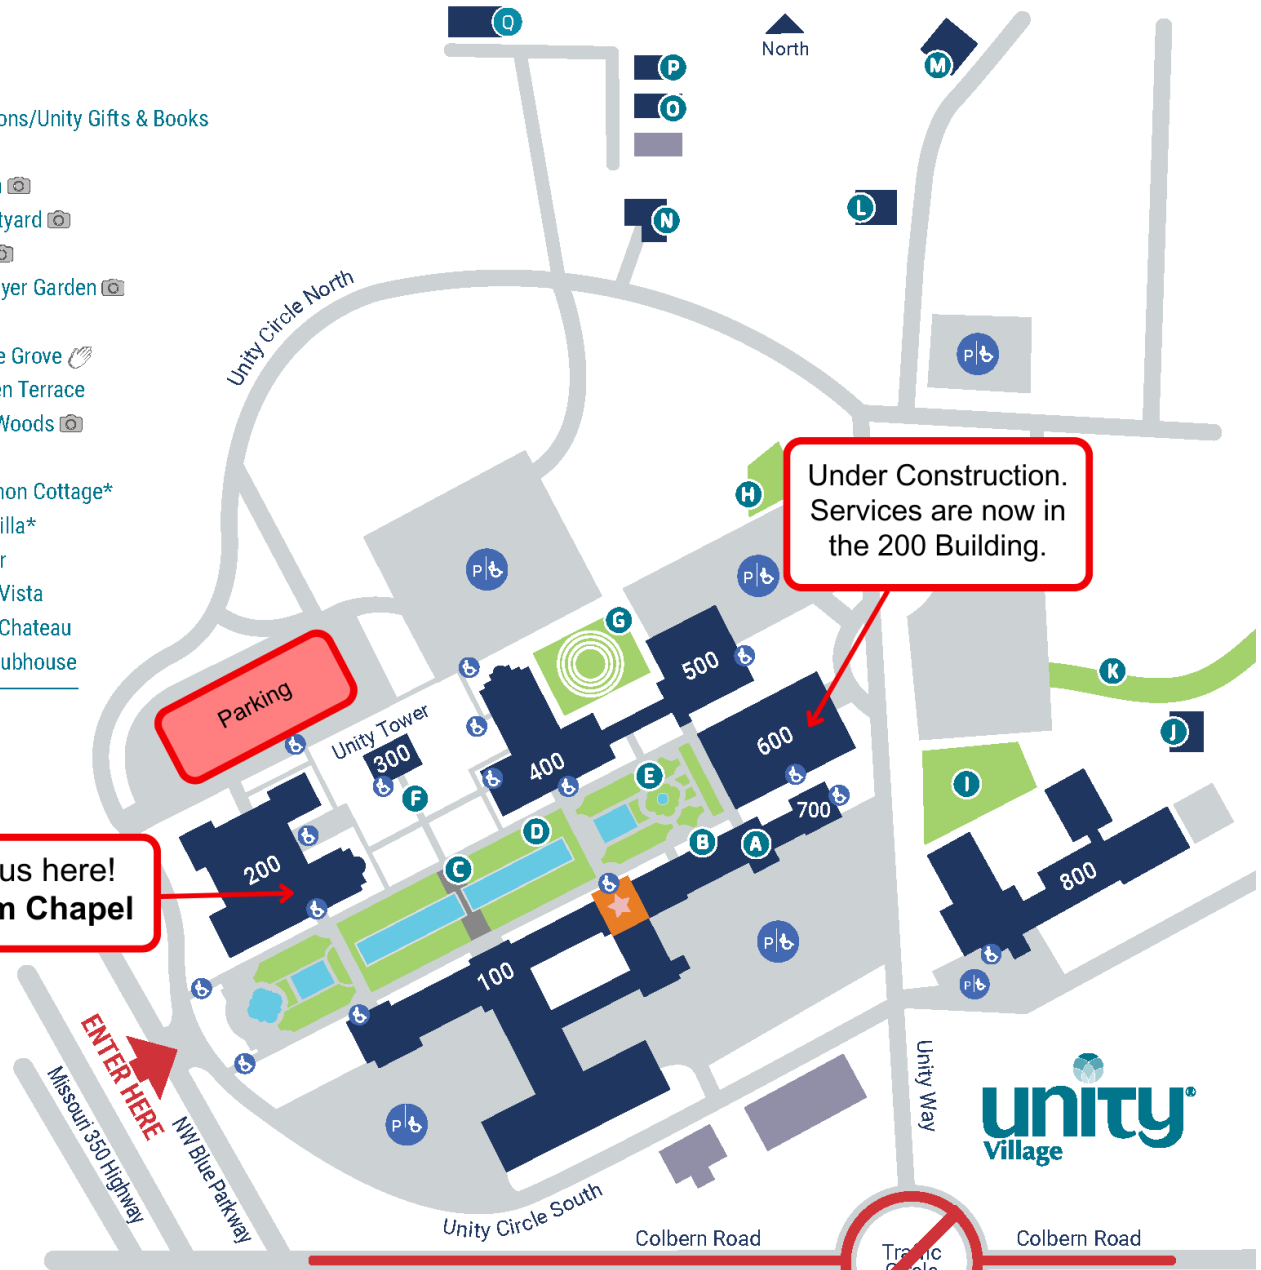 Q
North
M
P
O
ons/Unity Gifts & Books
tyard
L
N
yer Garden
Unity Circle North
e Grove
P
en Terrace
Woods
Under Construction.
Services are now in
the 200 Building.
non Cottage*
H
illa*
r
P
P
Vista
G
Chateau
ubhouse
500
K
Parking
Unity Tower
J
600
300
400
E
I
F
700
D
B
A
C
200
800
us here!
m Chapel
P
100
P
ENTER HERE
Missouri 350 Highway
NW Blue Parkway
P
Unity Way
unity®
Village
Unity Circle South
Colbern Road
Traffic
Circle
Colbern Road